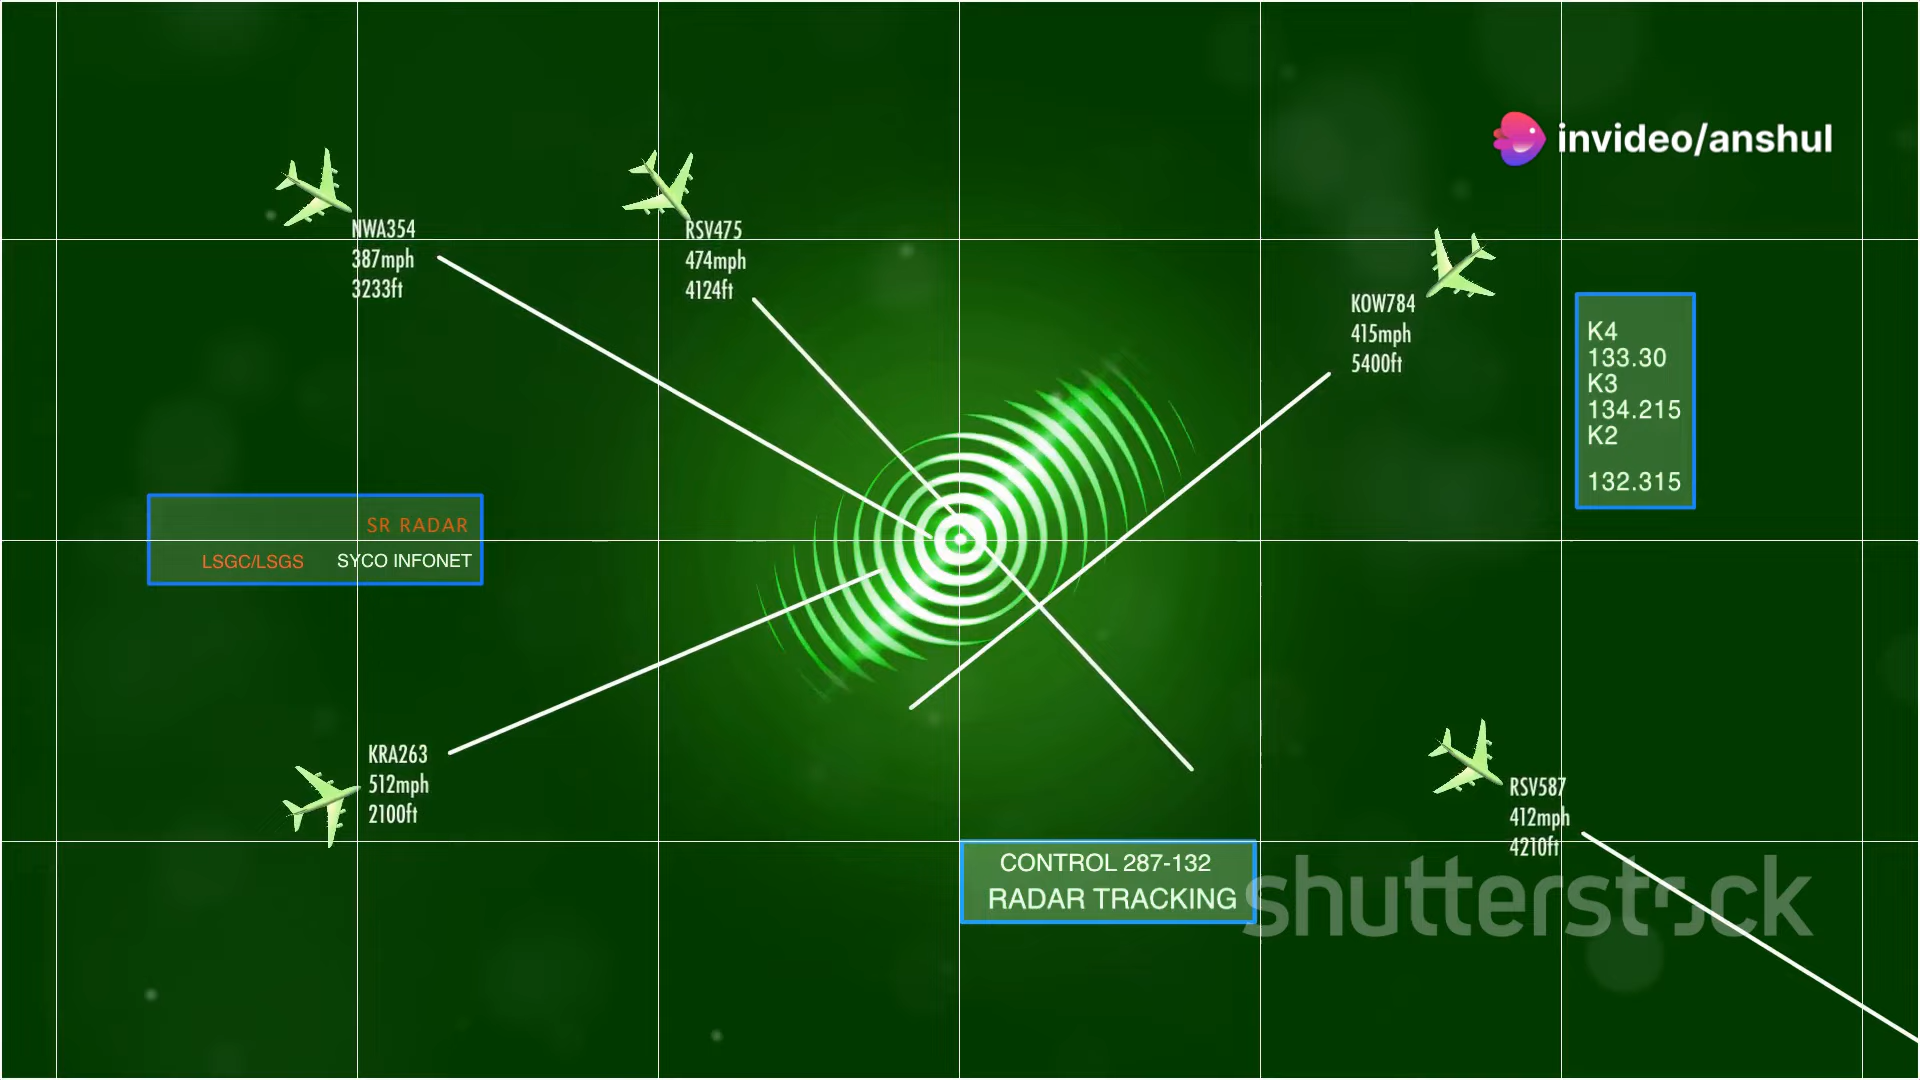 invideo/anshul
NWA354
387mph
3233ft
RSV475
474mph
4124ft
KOW784
415mph
5400ft
K4
133.30
K3
134.215
K2
132.315
SR RADAR
LSGC/LSGS SYCO INFONET
KRA263
512mph
2100ft
RSV587
412mph
4210ft
CONTROL 287-132
RADAR TRACKING
shutterstock